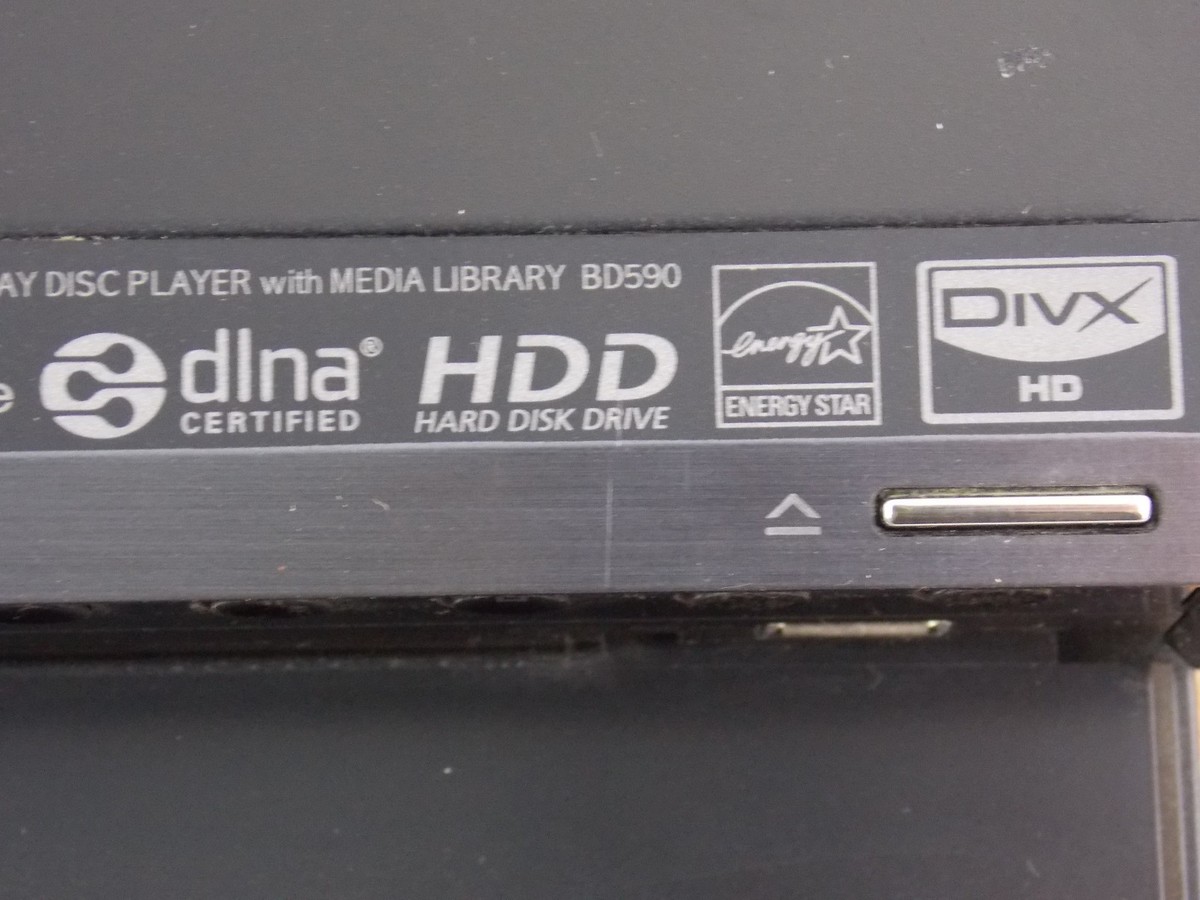 AY DISC PLAYER with MEDIA LIBRARY BD590
e dlna® HDD energy DIVX
CERTIFIED HARD DISK DRIVE ENERGY STAR HD